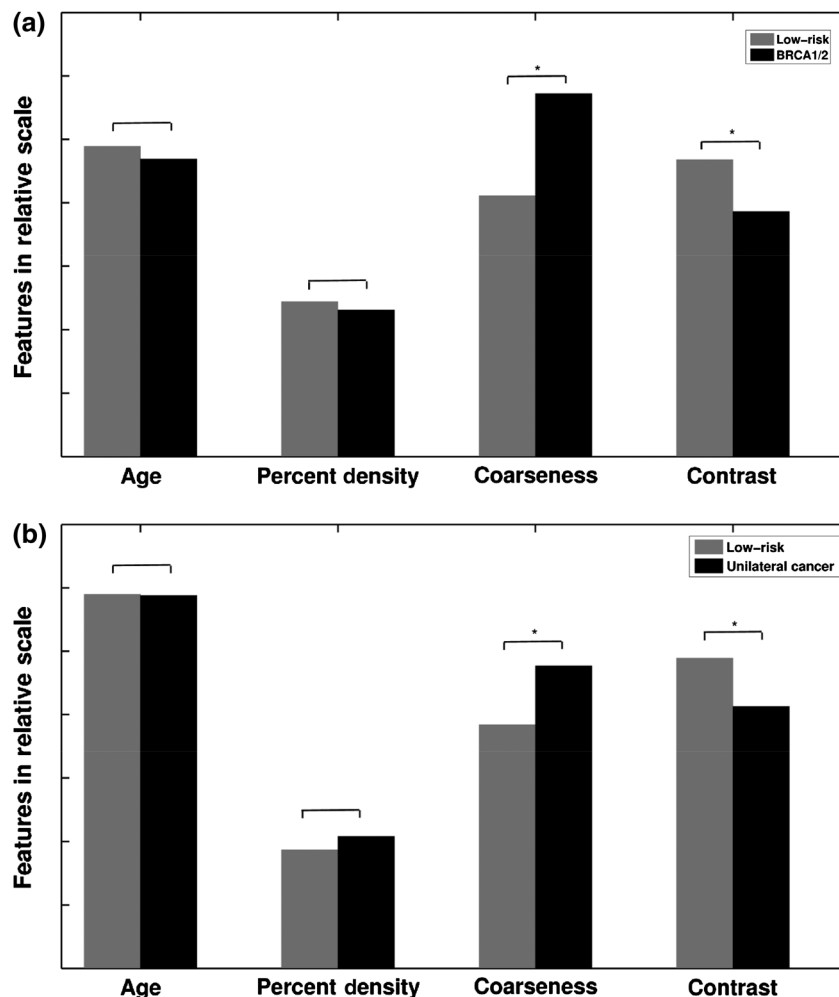 (a)
Low-risk
BRCA1/2
*
*
Features in relative scale
Age Percent density Coarseness Contrast
(b)
Low-risk
Unilateral cancer
*
*
Features in relative scale
Age Percent density Coarseness Contrast